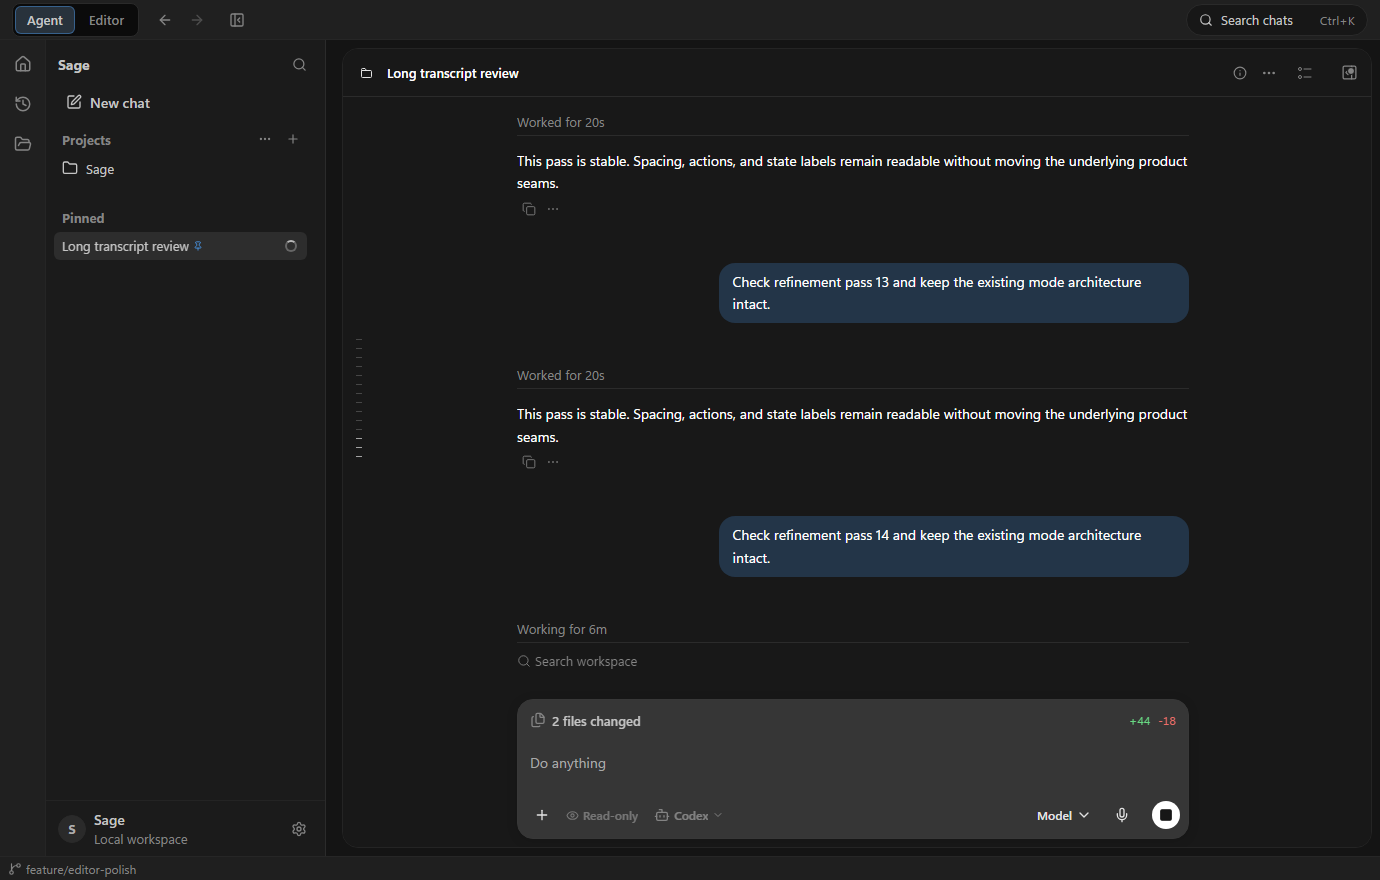 Agent
Editor
Search chats
Ctrl+K
Sage
New chat
Projects
Sage
Pinned
Long transcript review
Sage
S
Local workspace
feature/editor-polish
Long transcript review
Worked for 20s
This pass is stable. Spacing, actions, and state labels remain readable without moving the underlying product
seams.
Check refinement pass 13 and keep the existing mode architecture
intact.
Worked for 20s
This pass is stable. Spacing, actions, and state labels remain readable without moving the underlying product
seams.
Check refinement pass 14 and keep the existing mode architecture
intact.
Working for 6m
Search workspace
2 files changed
+44 -18
Do anything
Read-only
Codex
Model